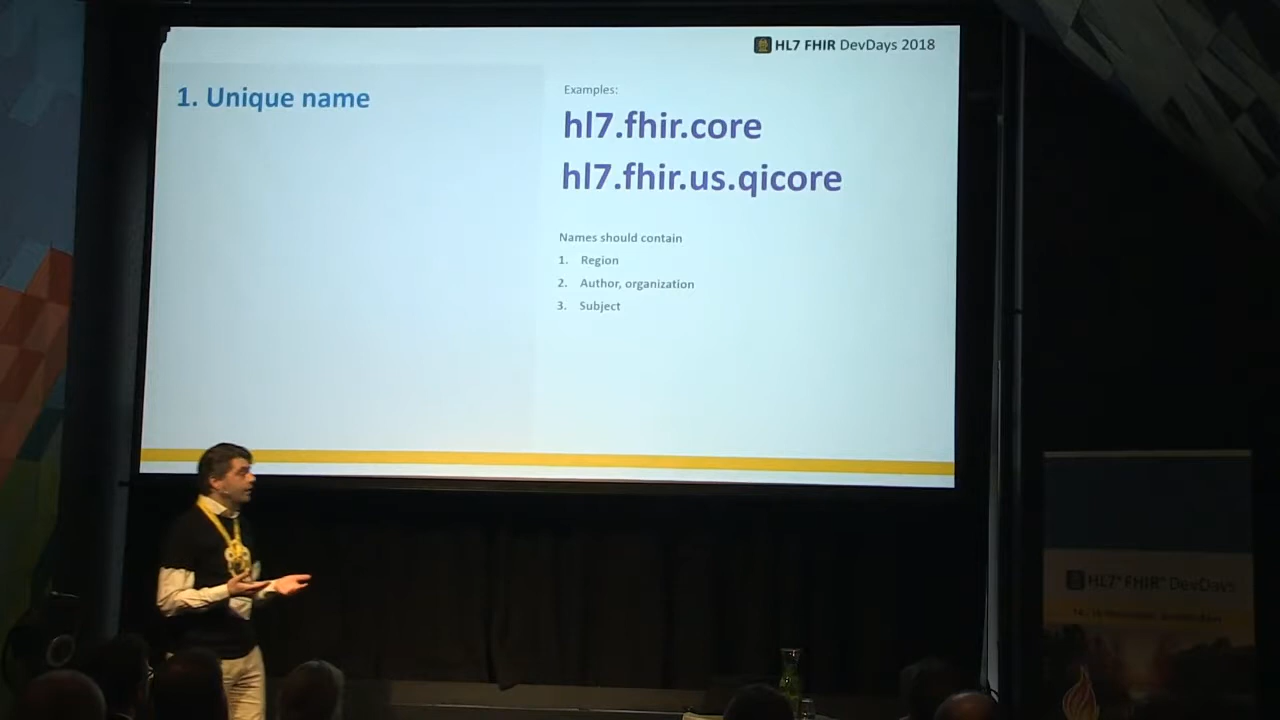 HL7 FHIR DevDays 2018
1. Unique name
Examples:
hl7.fhir.core
hl7.fhir.us.qicore
Names should contain
1. Region
2. Author, organization
3. Subject
HL7® FHIR® DevDays